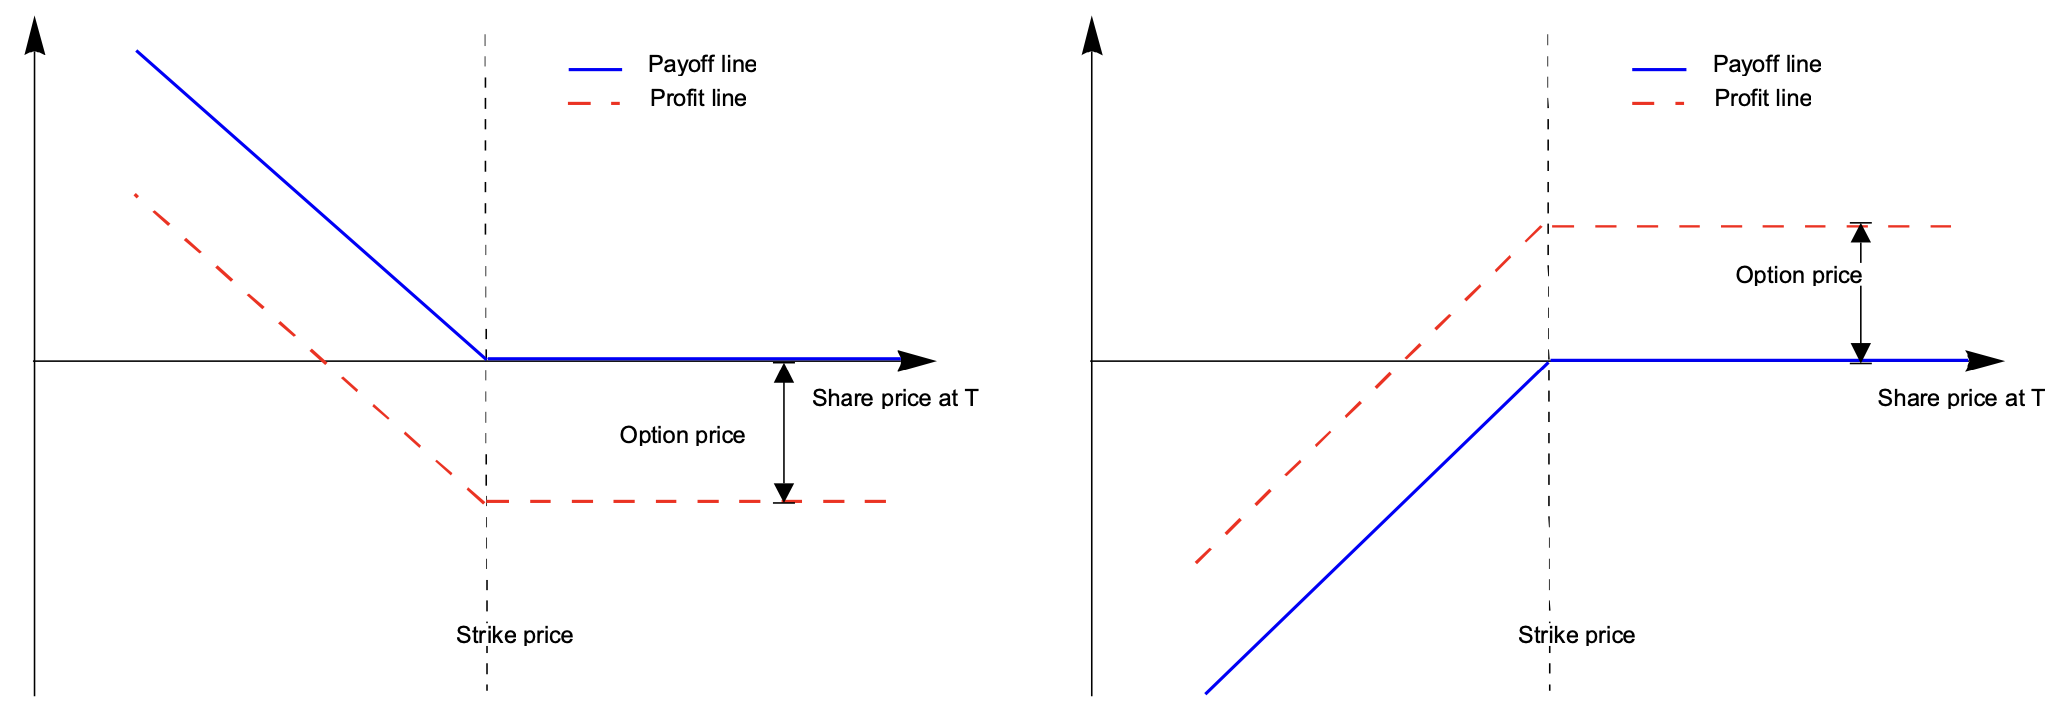 Payoff line
Profit line
Option price
Share price at T
Strike price
Payoff line
Profit line
Option price
Share price at T
Strike price